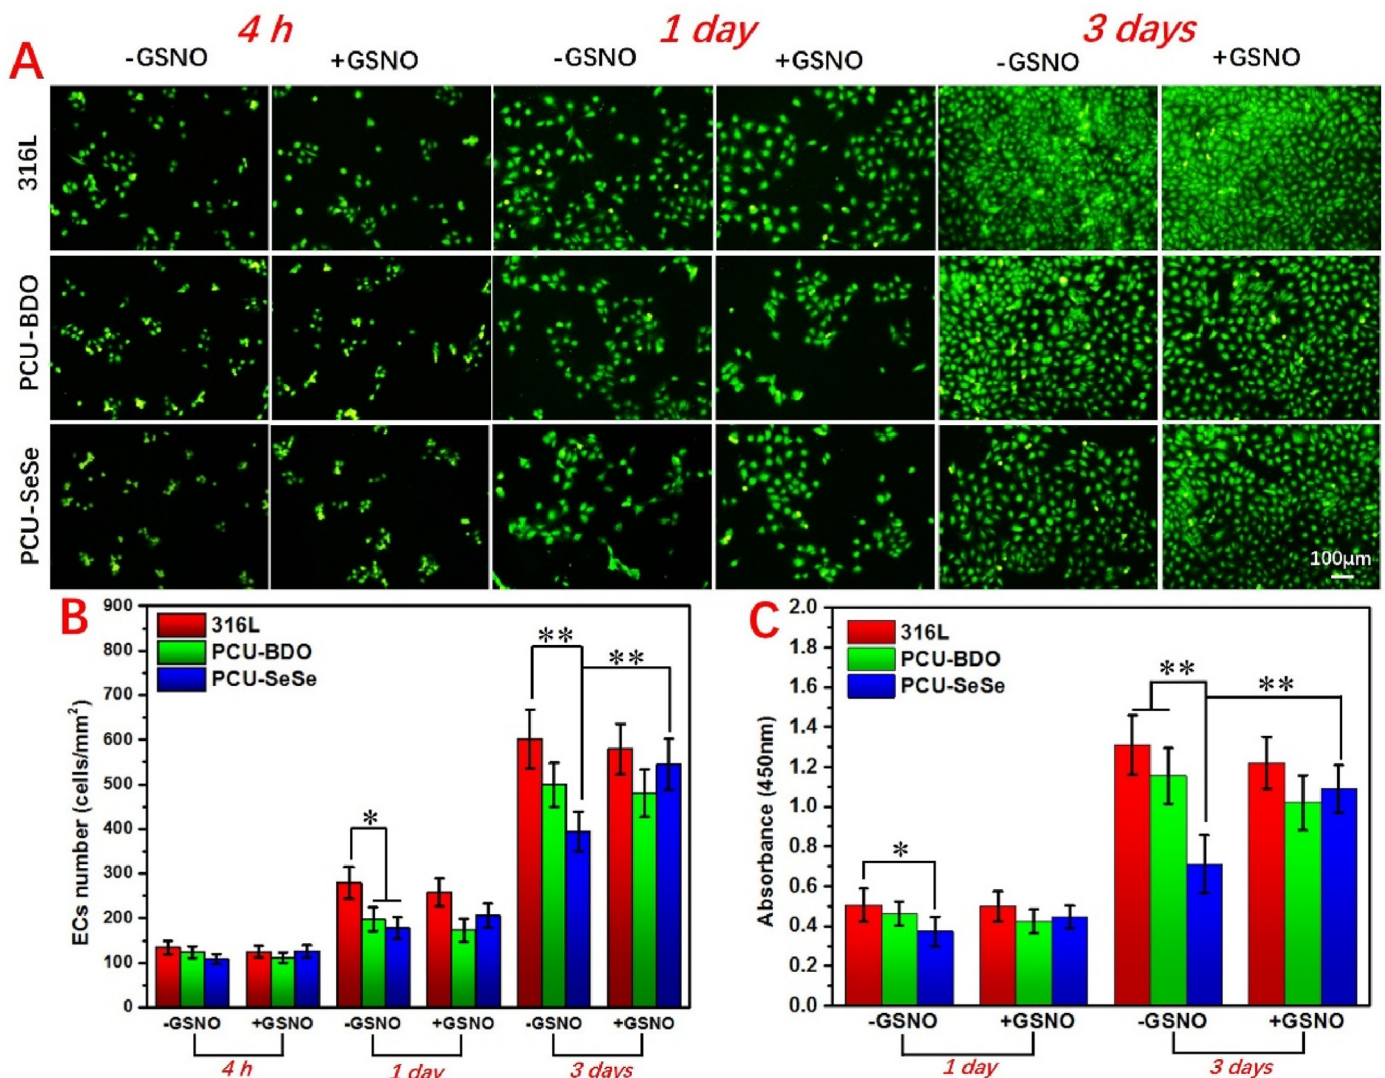 4 h 1 day 3 days
A -GSNO +GSNO -GSNO +GSNO -GSNO +GSNO
316L
PCU-BDO
PCU-SeSe
100μm
B
900
800
700
600
500
400
300
200
100
0
ECs number (cells/mm²)
316L
PCU-BDO
PCU-SeSe
*
**
**
-GSNO +GSNO -GSNO +GSNO -GSNO +GSNO
4 h 1 day 3 days
C
2.0
1.8
1.6
1.4
1.2
1.0
0.8
0.6
0.4
0.2
0.0
Absorbance (450nm)
316L
PCU-BDO
PCU-SeSe
*
**
**
-GSNO +GSNO -GSNO +GSNO
1 day 3 days